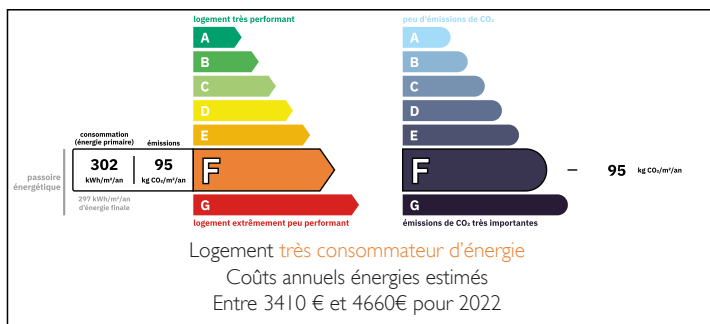 logement très performant
A
B
C
D
E
consommation
(énergie primaire)
émissions
302
kWh/m²/an
95
kg CO₂/m²/an
F
passoire
énergétique
297 kWh/m²/an
d'énergie finale
G
logement extrêmement peu performant
peu d'émissions de CO₂
A
B
C
D
E
F
95 kg CO₂/m²/an
G
émissions de CO₂ très importantes
Logement très consommateur d'énergie
Coûts annuels énergies estimés
Entre 3410 € et 4660€ pour 2022